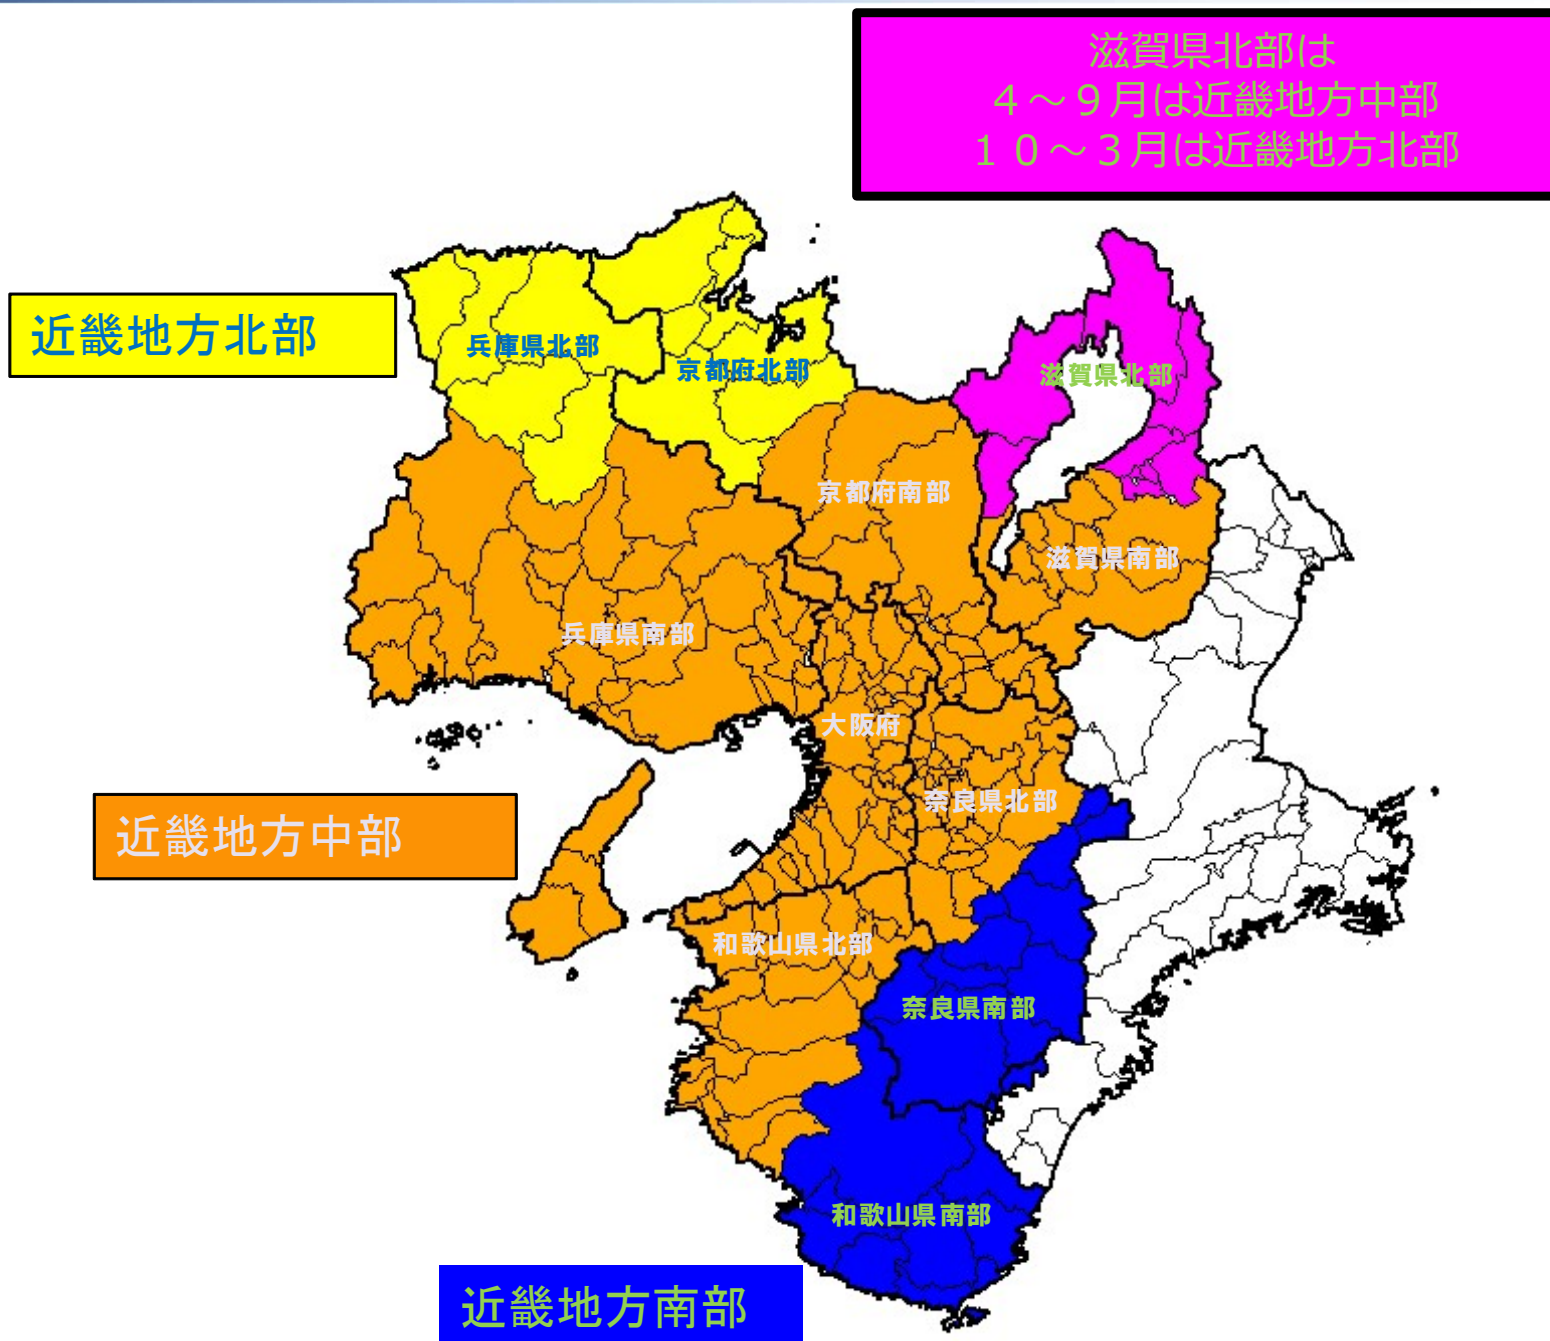 滋賀県北部は
４～９月は近畿地方中部
１０～３月は近畿地方北部
近畿地方北部
兵庫県北部
京都府北部
滋賀県北部
京都府南部
滋賀県南部
兵庫県南部
大阪府
奈良県北部
近畿地方中部
和歌山県北部
奈良県南部
和歌山県南部
近畿地方南部